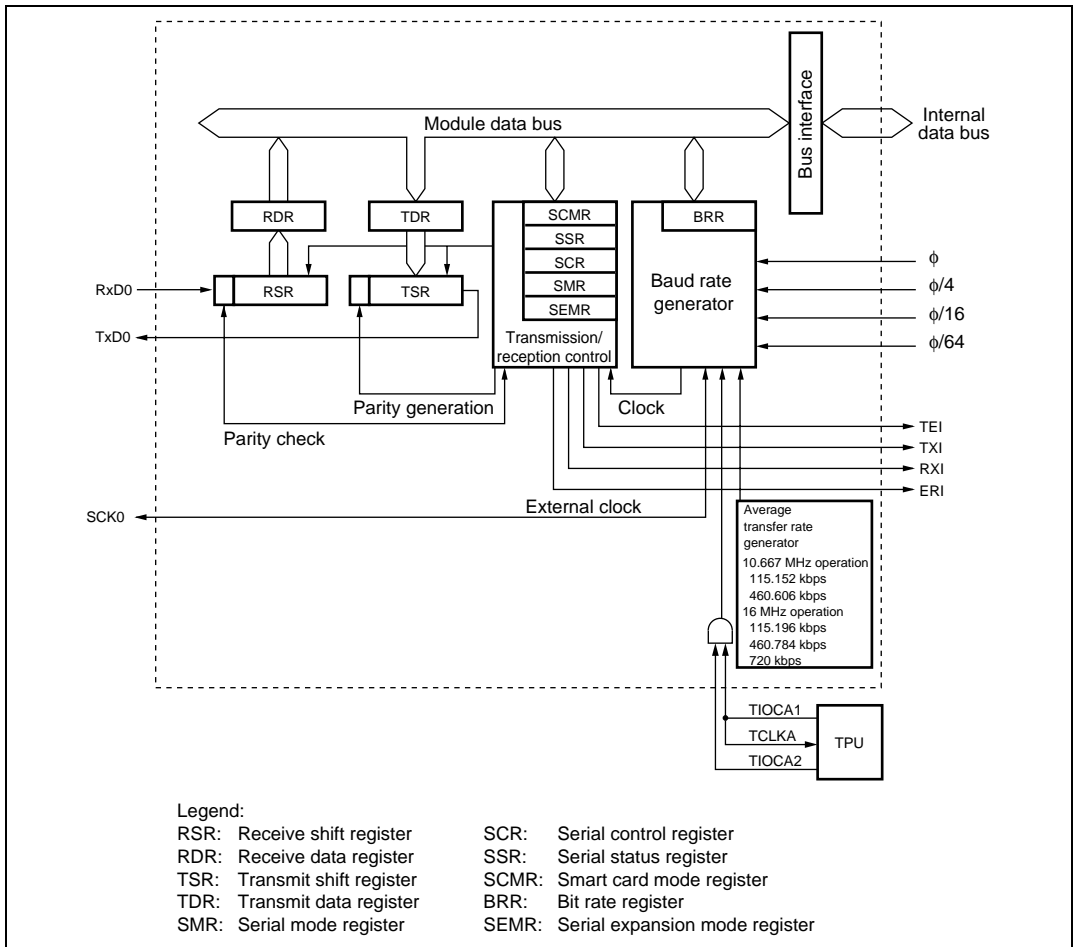 Module data bus
Bus interface
Internal
data bus
RDR
TDR
SCMR
SSR
SCR
SMR
SEMR
Transmission/
reception control
BRR
Baud rate
generator
φ
φ/4
φ/16
φ/64
RxD0
RSR
TSR
TxD0
Parity generation
Clock
Parity check
TEI
TXI
RXI
ERI
SCK0
External clock
Average
transfer rate
generator
10.667 MHz operation
115.152 kbps
460.606 kbps
16 MHz operation
115.196 kbps
460.784 kbps
720 kbps
TIOCA1
TCLKA
TIOCA2
TPU
Legend:
RSR: Receive shift register
RDR: Receive data register
TSR: Transmit shift register
TDR: Transmit data register
SMR: Serial mode register
SCR: Serial control register
SSR: Serial status register
SCMR: Smart card mode register
BRR: Bit rate register
SEMR: Serial expansion mode register